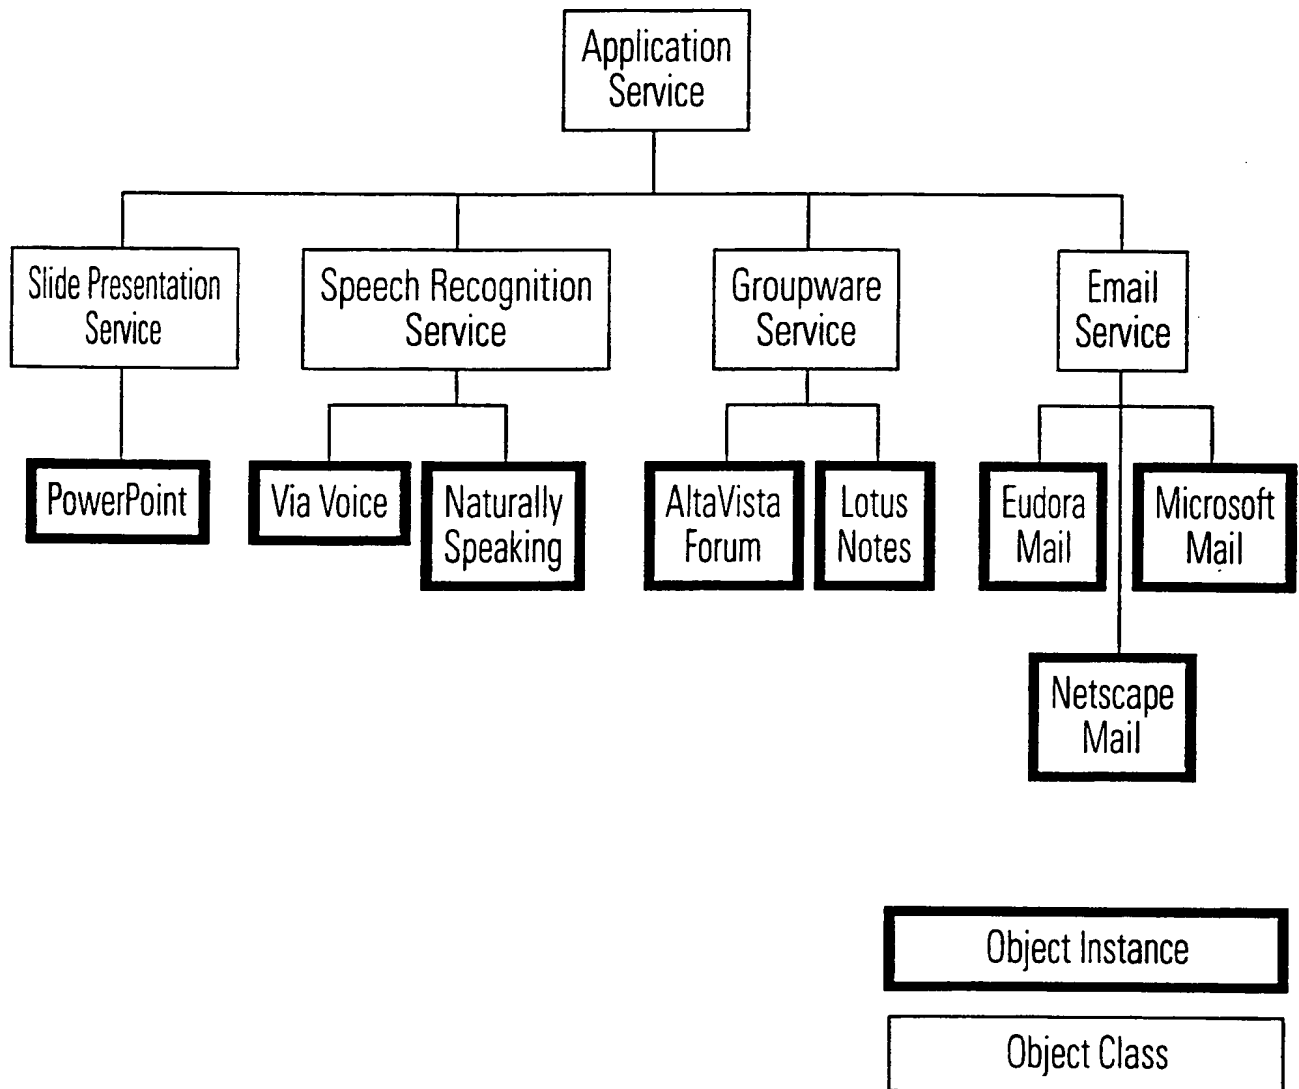 Application
Service
Slide Presentation
Service
Speech Recognition
Service
Groupware
Service
Email
Service
PowerPoint
Via Voice
Naturally
Speaking
AltaVista
Forum
Lotus
Notes
Eudora
Mail
Microsoft
Mail
Netscape
Mail
Object Instance
Object Class